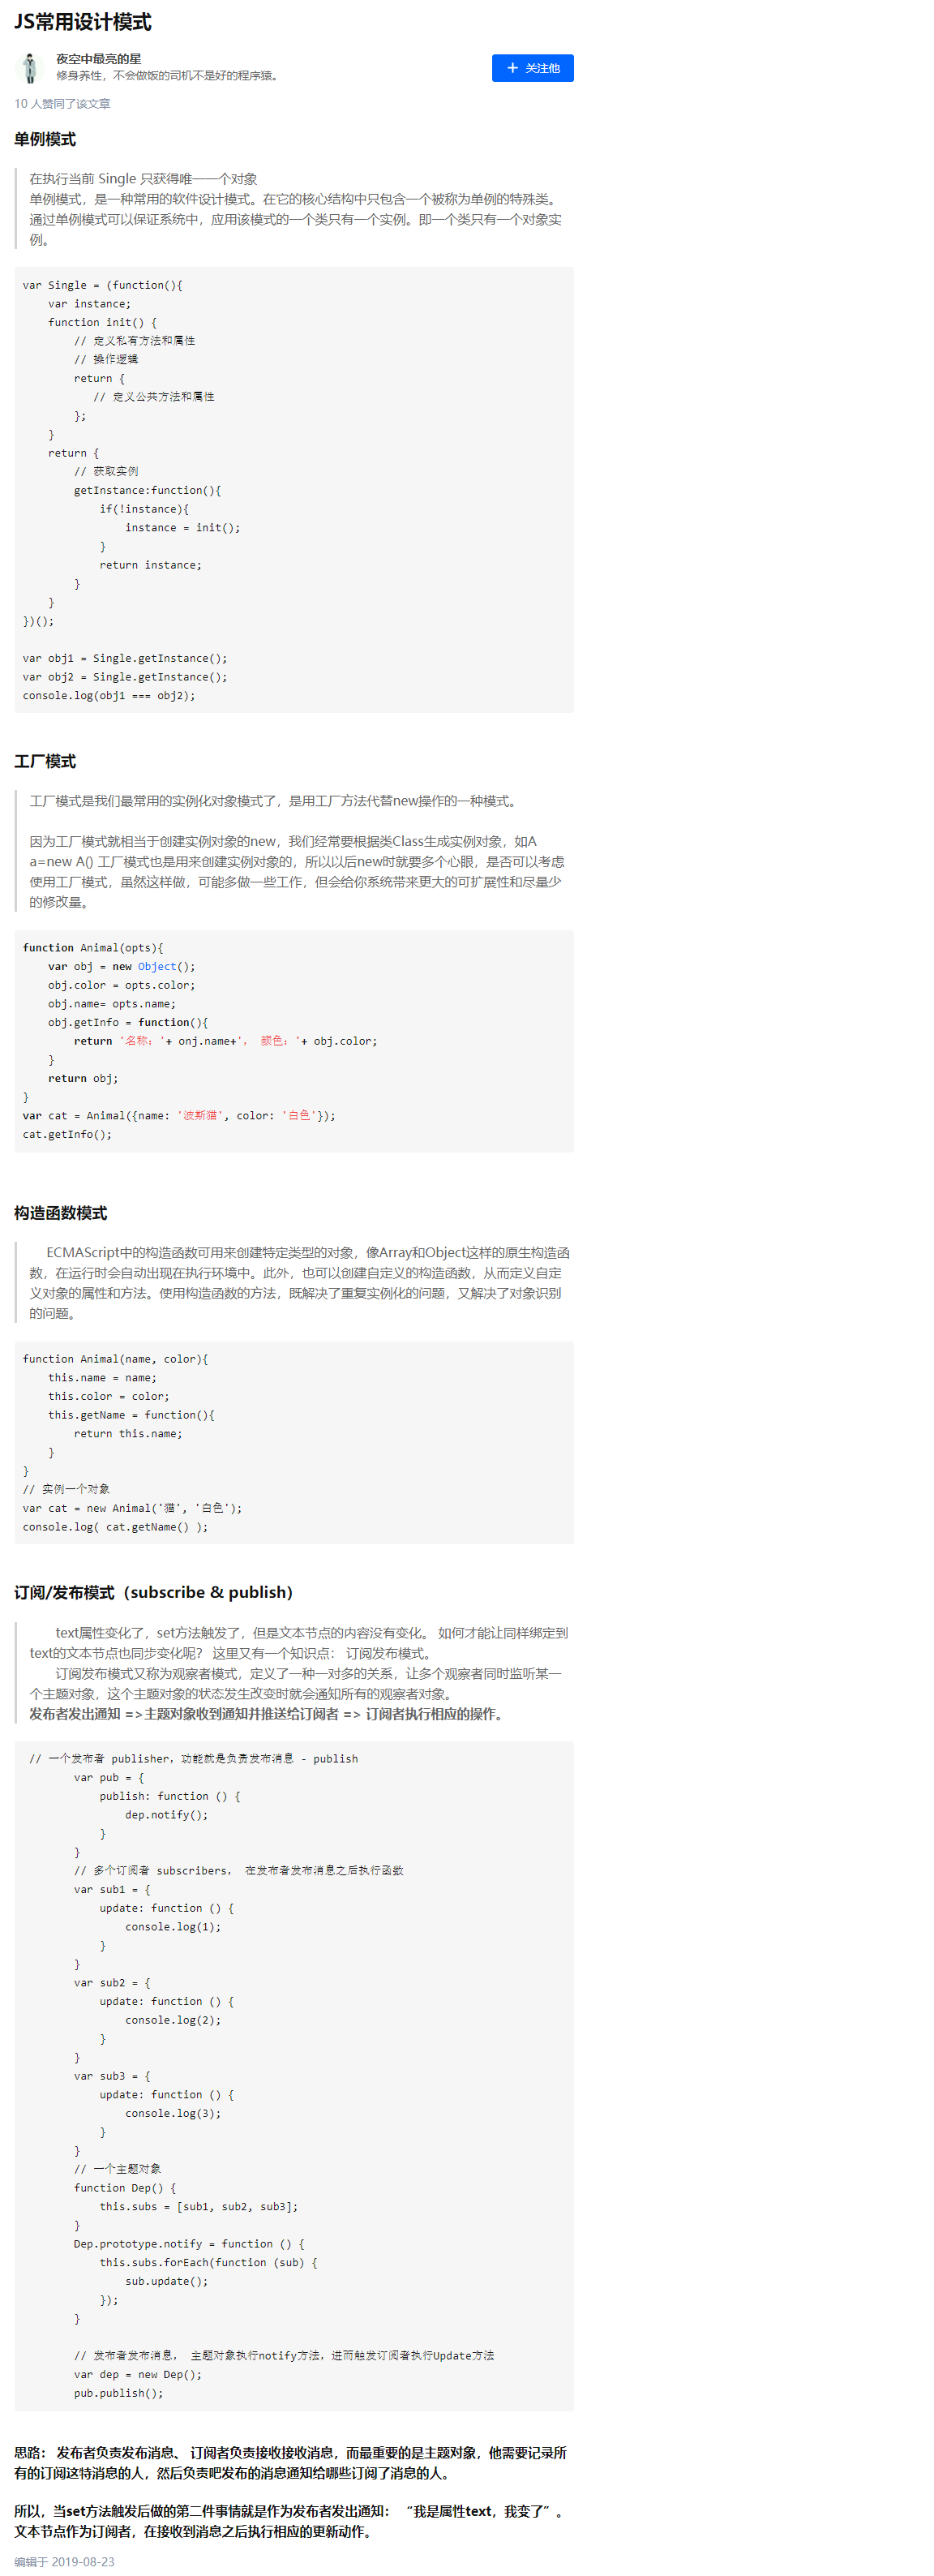 JS常用设计模式
夜空中最亮的星
修身养性，不会做饭的司机不是好的程序猿。
+ 关注他
10 人赞同了该文章
单例模式
在执行当前 Single 只获得唯一一个对象
单例模式，是一种常用的软件设计模式。在它的核心结构中只包含一个被称为单例的特殊类。
通过单例模式可以保证系统中，应用该模式的一个类只有一个实例。即一个类只有一个对象实
例。
var Single = (function(){
    var instance;
    function init() {
        // 定义私有方法和属性
        // 操作逻辑
        return {
           // 定义公共方法和属性
        };
    }
    return {
        // 获取实例
        getInstance:function(){
            if(!instance){
                instance = init();
            }
            return instance;
        }
    }
})();
var obj1 = Single.getInstance();
var obj2 = Single.getInstance();
console.log(obj1 === obj2);
工厂模式
工厂模式是我们最常用的实例化对象模式了，是用工厂方法代替new操作的一种模式。
因为工厂模式就相当于创建实例对象的new，我们经常要根据类Class生成实例对象，如A
a=new A() 工厂模式也是用来创建实例对象的，所以以后new时就要多个心眼，是否可以考虑
使用工厂模式，虽然这样做，可能多做一些工作，但会给你系统带来更大的可扩展性和尽量少
的修改量。
function Animal(opts){
    var obj = new Object();
    obj.color = opts.color;
    obj.name= opts.name;
    obj.getInfo = function(){
        return '名称：'+ onj.name+'， 颜色：'+ obj.color;
    }
    return obj;
}
var cat = Animal({name: '波斯猫', color: '白色'});
cat.getInfo();
构造函数模式
ECMAScript中的构造函数可用来创建特定类型的对象，像Array和Object这样的原生构造函
数，在运行时会自动出现在执行环境中。此外，也可以创建自定义的构造函数，从而定义自定
义对象的属性和方法。使用构造函数的方法，既解决了重复实例化的问题，又解决了对象识别
的问题。
function Animal(name, color){
    this.name = name;
    this.color = color;
    this.getName = function(){
        return this.name;
    }
}
// 实例一个对象
var cat = new Animal('猫', '白色');
console.log( cat.getName() );
订阅/发布模式（subscribe & publish）
text属性变化了，set方法触发了，但是文本节点的内容没有变化。 如何才能让同样绑定到
text的文本节点也同步变化呢？ 这里又有一个知识点： 订阅发布模式。
订阅发布模式又称为观察者模式，定义了一种一对多的关系，让多个观察者同时监听某一
个主题对象，这个主题对象的状态发生改变时就会通知所有的观察者对象。
发布者发出通知 =>主题对象收到通知并推送给订阅者 => 订阅者执行相应的操作。
// 一个发布者 publisher，功能就是负责发布消息 - publish
        var pub = {
            publish: function () {
                dep.notify();
            }
        }
        // 多个订阅者 subscribers， 在发布者发布消息之后执行函数
        var sub1 = {
            update: function () {
                console.log(1);
            }
        }
        var sub2 = {
            update: function () {
                console.log(2);
            }
        }
        var sub3 = {
            update: function () {
                console.log(3);
            }
        }
        // 一个主题对象
        function Dep() {
            this.subs = [sub1, sub2, sub3];
        }
        Dep.prototype.notify = function () {
            this.subs.forEach(function (sub) {
                sub.update();
            });
        }
        // 发布者发布消息， 主题对象执行notify方法，进而触发订阅者执行Update方法
        var dep = new Dep();
        pub.publish();
思路： 发布者负责发布消息、 订阅者负责接收接收消息，而最重要的是主题对象，他需要记录所
有的订阅这特消息的人，然后负责吧发布的消息通知给哪些订阅了消息的人。
所以，当set方法触发后做的第二件事情就是作为发布者发出通知： “我是属性text，我变了”。
文本节点作为订阅者，在接收到消息之后执行相应的更新动作。
编辑于 2019-08-23